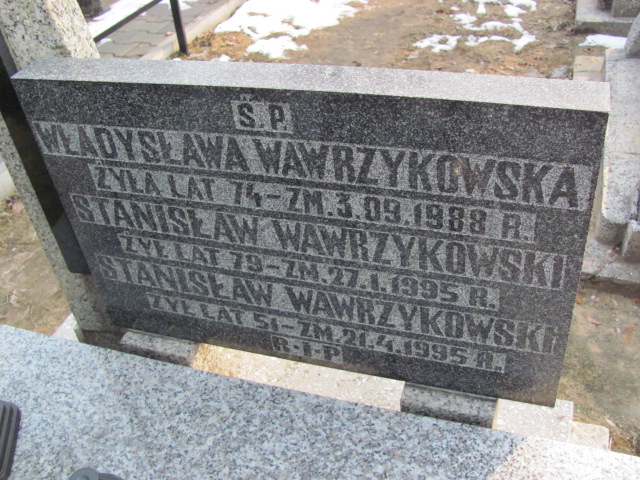 Ś.P.
WŁADYSŁAWA WAWRZYKOWSKA
ŻYŁA LAT 74-ZM.3.09.1988 R.
STANISŁAW WAWRZYKOWSKI
ŻYŁ LAT 79-ZM.27.1.1995 R.
STANISŁAW WAWRZYKOWSKI
ŻYŁ LAT 51-ZM.21.4.1995 R.
R-I-P